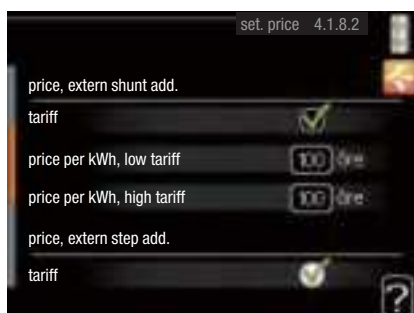 set. price 4.1.8.2
price, extern shunt add.
tariff
price per kWh, low tariff 100 öre
price per kWh, high tariff 100 öre
price, extern step add.
tariff
?